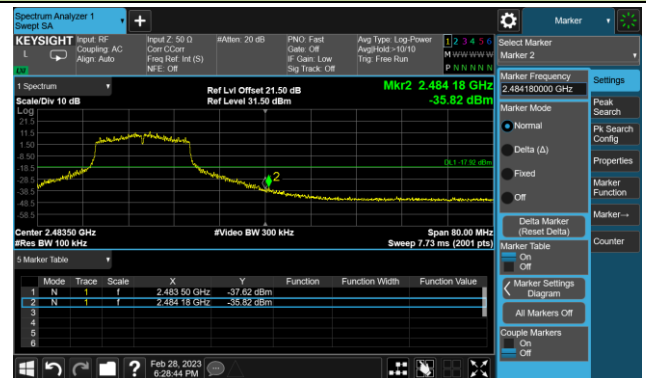 Spectrum Analyzer 1
Swept SA
Marker
KEYSIGHT Input: RF Input Z: 50 Ω #Atten: 20 dB PNO: Fast Avg Type: Log-Power 1 2 3 4 5 6
L Coupling: AC Corr CCorr Gate: Off Avg|Hold:>10/10 M W W W W W
Align: Auto Freq Ref: Int (S) IF Gain: Low Trig: Free Run
NFE: Off Sig Track: Off P N N N N N
Select Marker
Marker 2
1 Spectrum
Scale/Div 10 dB
Ref Lvl Offset 21.50 dB
Ref Level 31.50 dBm
Mkr2 2.484 18 GHz
-35.82 dBm
Log
21.5
11.5
1.50
-8.50
-18.5
-28.5
-38.5
-48.5
-58.5
DL1 -17.92 dBm
2
Center 2.48350 GHz #Video BW 300 kHz Span 80.00 MHz
#Res BW 100 kHz Sweep 7.73 ms (2001 pts)
5 Marker Table
Mode Trace Scale X Y Function Function Width Function Value
1 N 1 f 2.483 50 GHz -37.62 dBm
2 N 1 f 2.484 18 GHz -35.82 dBm
3
4
5
6
Marker Frequency
2.484180000 GHz
Marker Mode
Normal
Delta (Δ)
Fixed
Off
Delta Marker
(Reset Delta)
Marker Table
On
Off
Marker Settings
Diagram
All Markers Off
Couple Markers
On
Off
Settings
Peak
Search
Pk Search
Config
Properties
Marker
Function
Marker→
Counter
?
Feb 28, 2023
6:28:44 PM